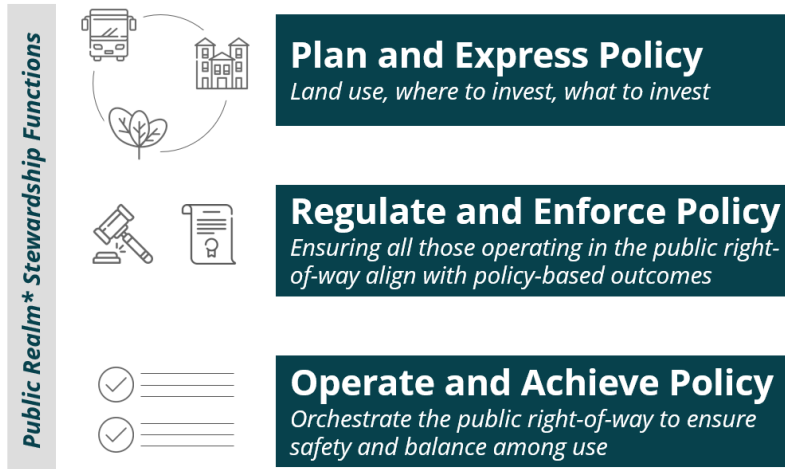 Public Realm* Stewardship Functions
Plan and Express Policy
Land use, where to invest, what to invest
Regulate and Enforce Policy
Ensuring all those operating in the public right-
of-way align with policy-based outcomes
Operate and Achieve Policy
Orchestrate the public right-of-way to ensure
safety and balance among use